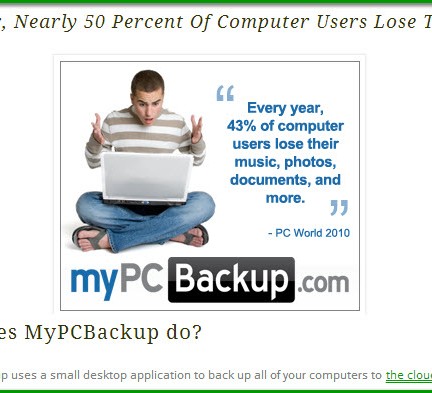 , Nearly 50 Percent Of Computer Users Lose T
“ Every year,
43% of computer
users lose their
music, photos,
documents, and
more. ”
- PC World 2010
myPCBackup.com
es MyPCBackup do?
p uses a small desktop application to back up all of your computers to the clou